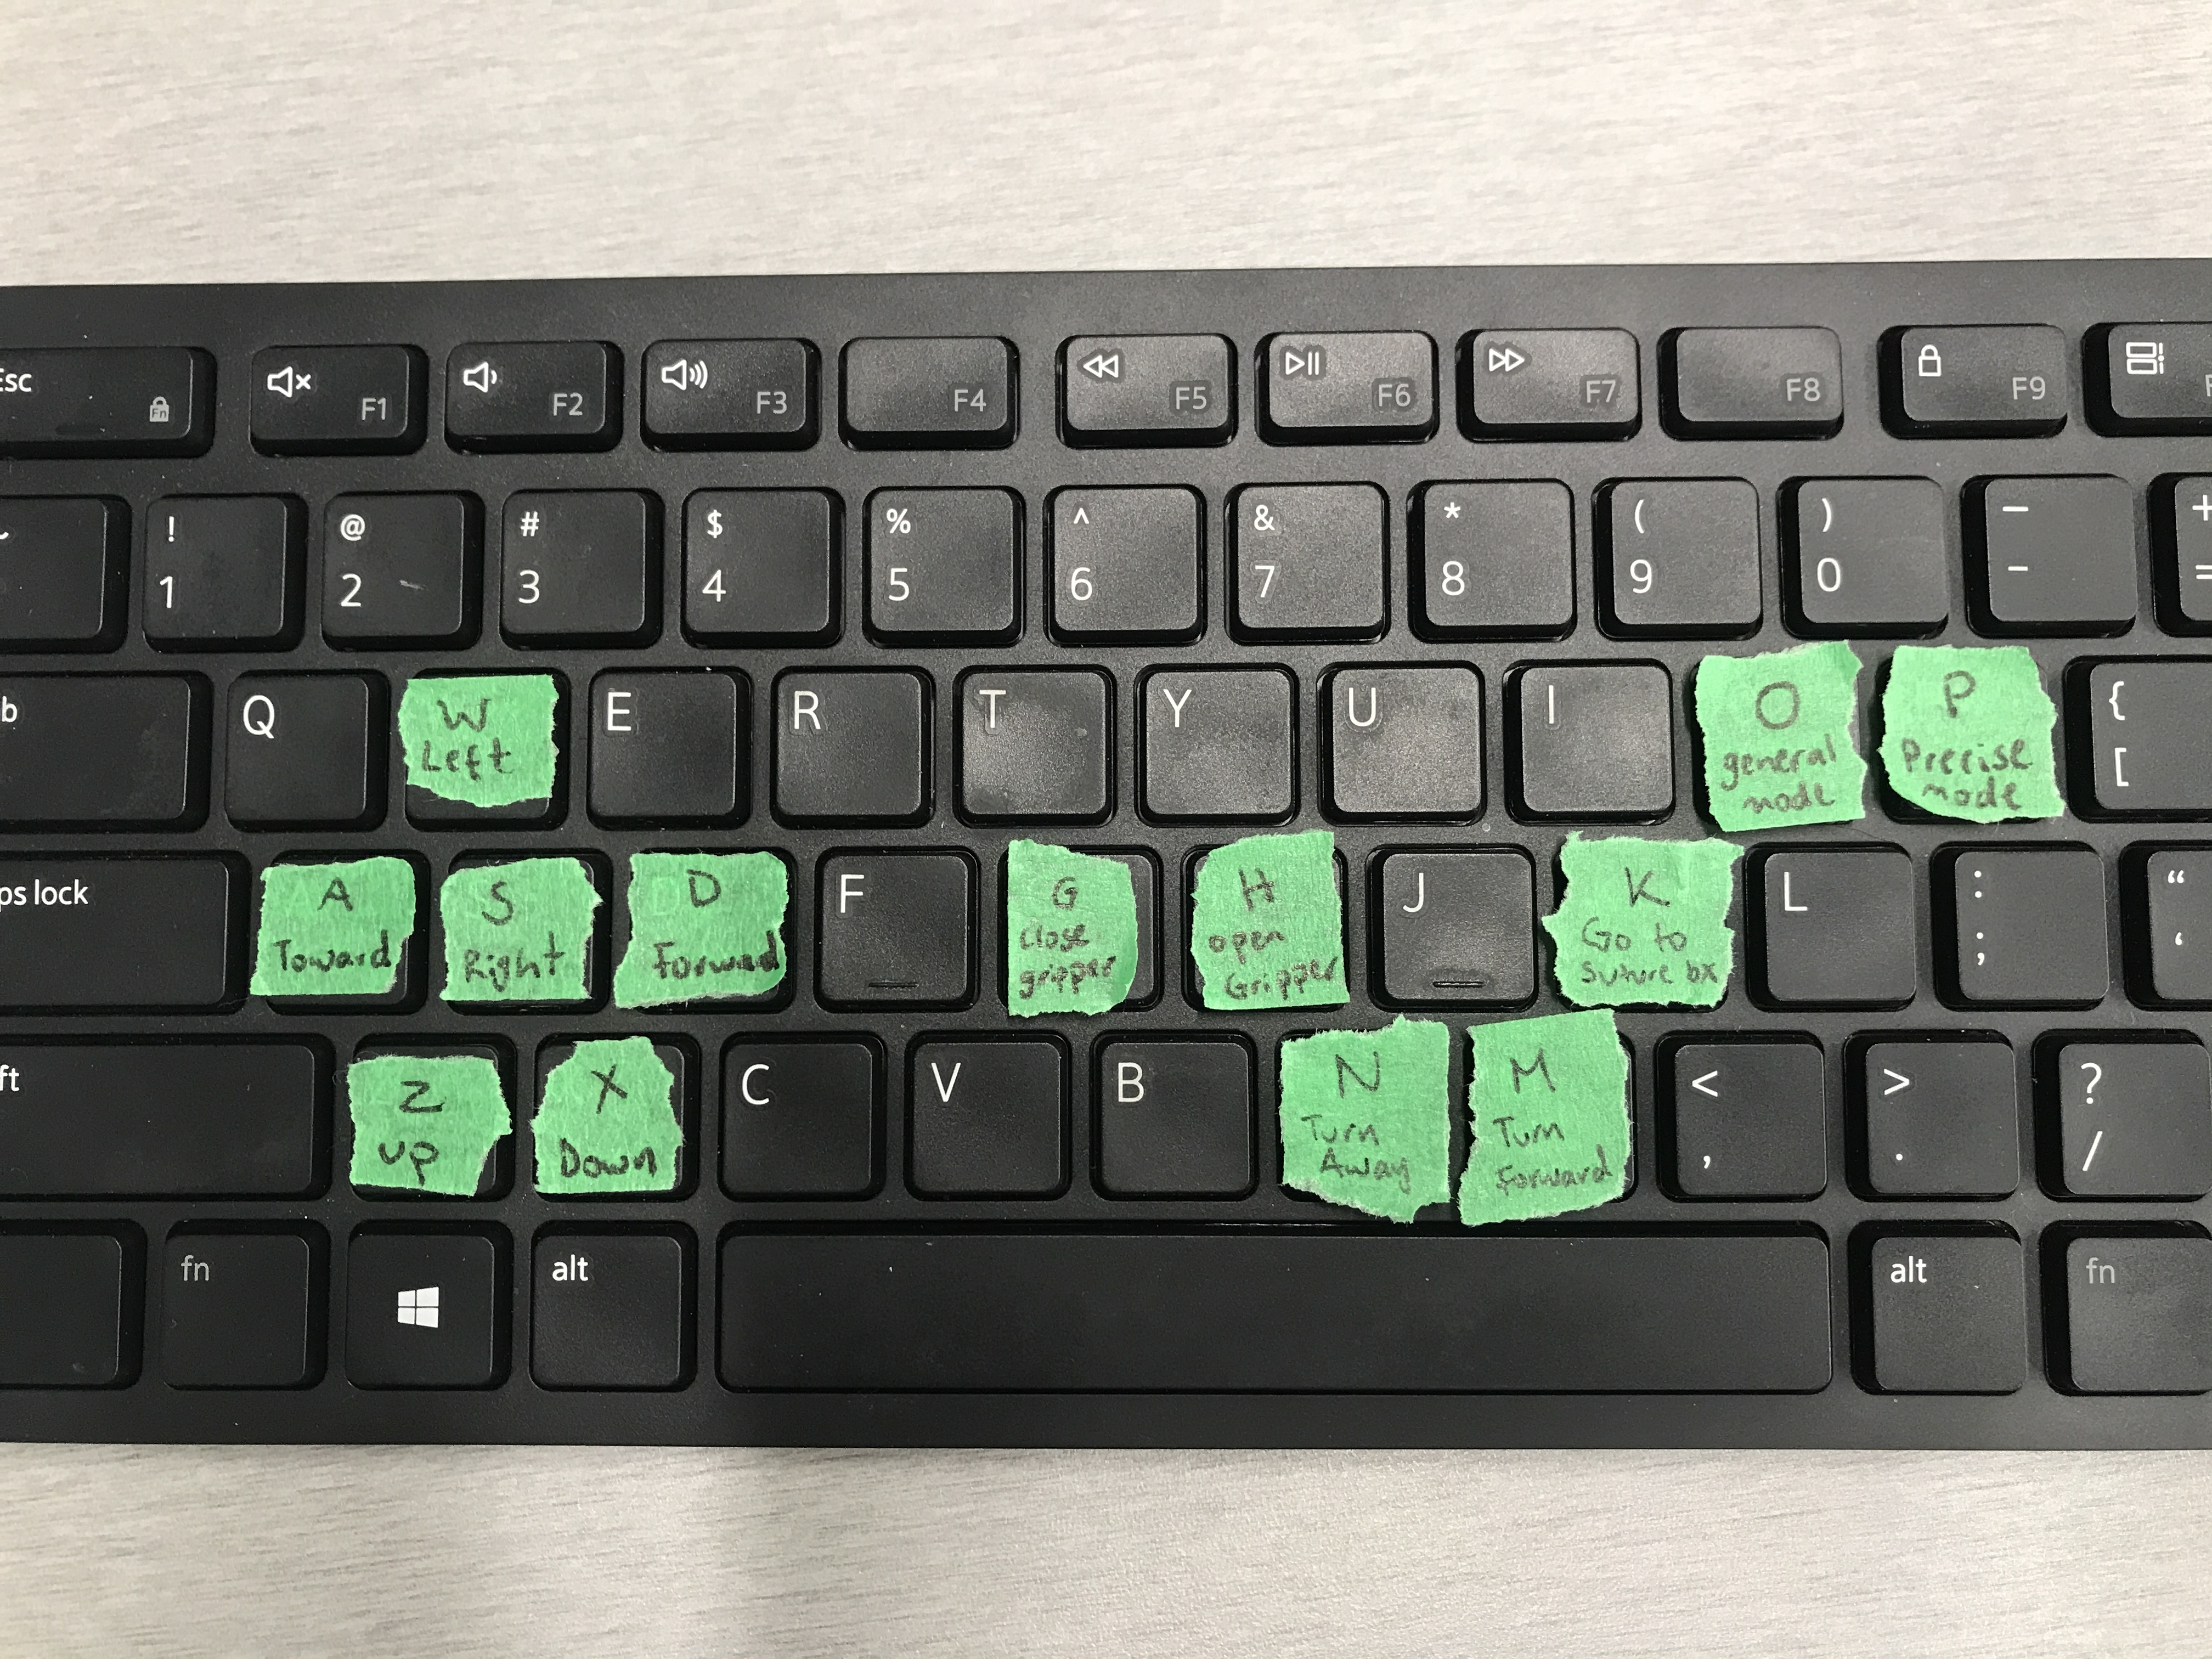 Esc
F1
F2
F3
F4
F5
F6
F7
F8
F9
Fn
! @ # $ % ^ & * ( ) — +
1 2 3 4 5 6 7 8 9 0 - =
b
Q
W
Left
E
R
T
Y
U
I
O
general
mode
P
Precise
mode
{
[
ps lock
A
Toward
S
Right
D
Forwad
F
G
close
gripper
H
open
Gripper
J
K
Go to
Suture bx
L
:
;
“
‘
ft
Z
up
X
Down
C
V
B
N
Turn
Away
M
Turn
Forward
<
,
>
.
?
/
fn
alt
alt
fn